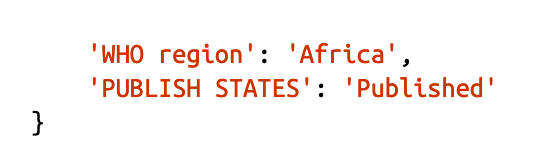 'WHO region': 'Africa',
'PUBLISH STATES': 'Published'
}